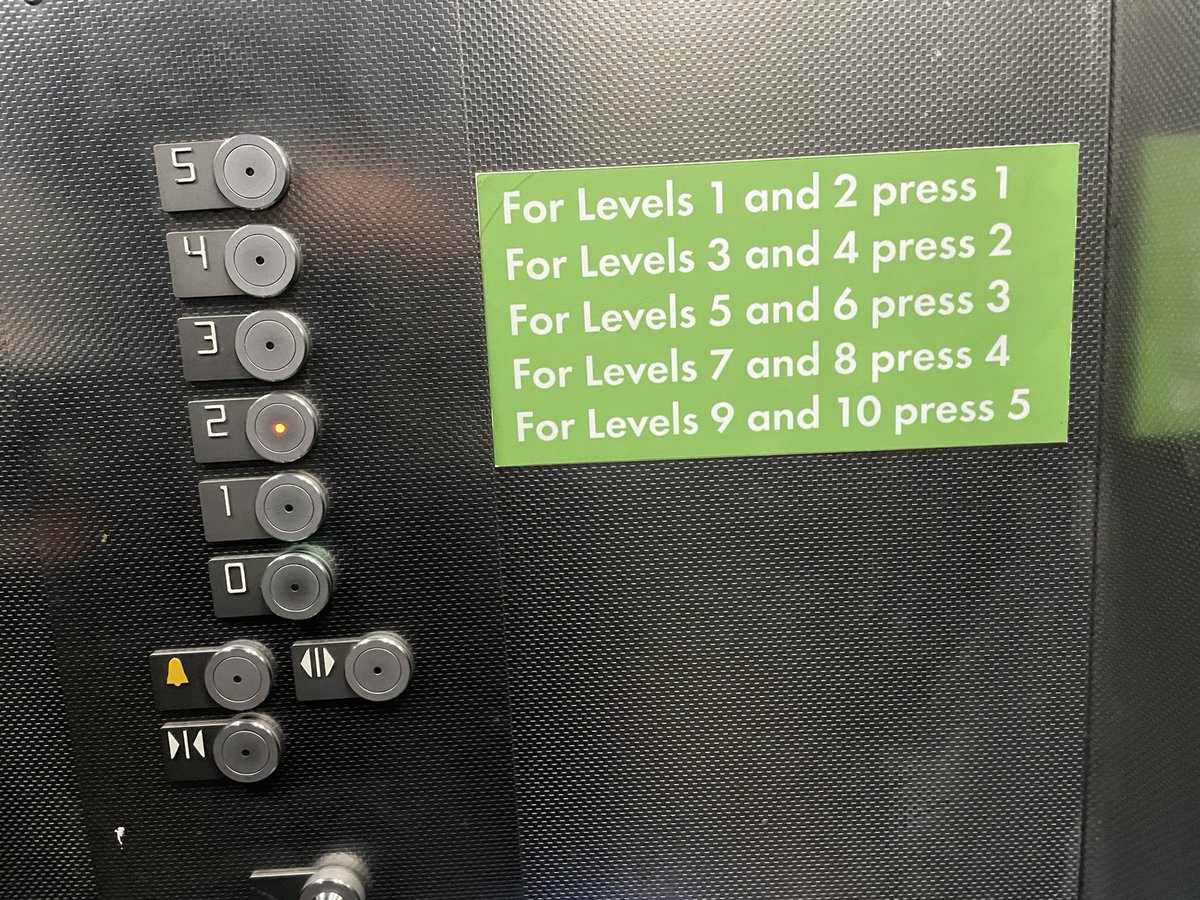 5
4
3
2
1
0
For Levels 1 and 2 press 1
For Levels 3 and 4 press 2
For Levels 5 and 6 press 3
For Levels 7 and 8 press 4
For Levels 9 and 10 press 5